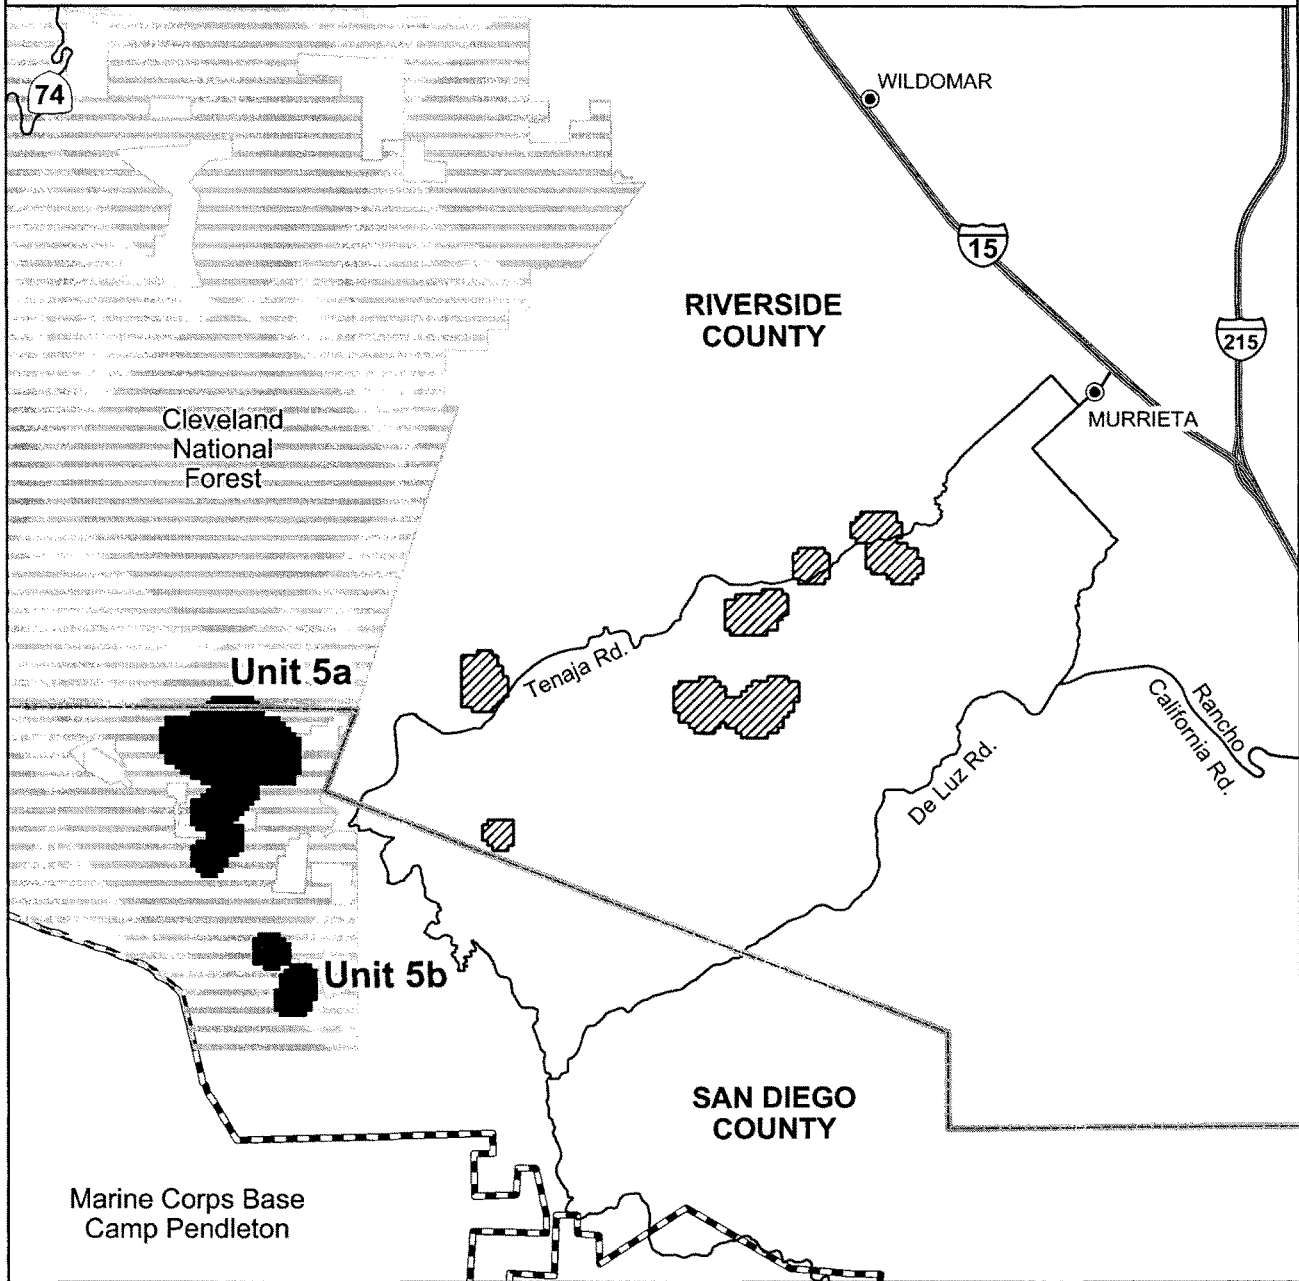 74
WILDOMAR
15
RIVERSIDE
COUNTY
215
MURRIETA
Cleveland
National
Forest
Unit 5a
Tenaja Rd.
Rancho
California Rd.
De Luz Rd.
Unit 5b
SAN DIEGO
COUNTY
Marine Corps Base
Camp Pendleton